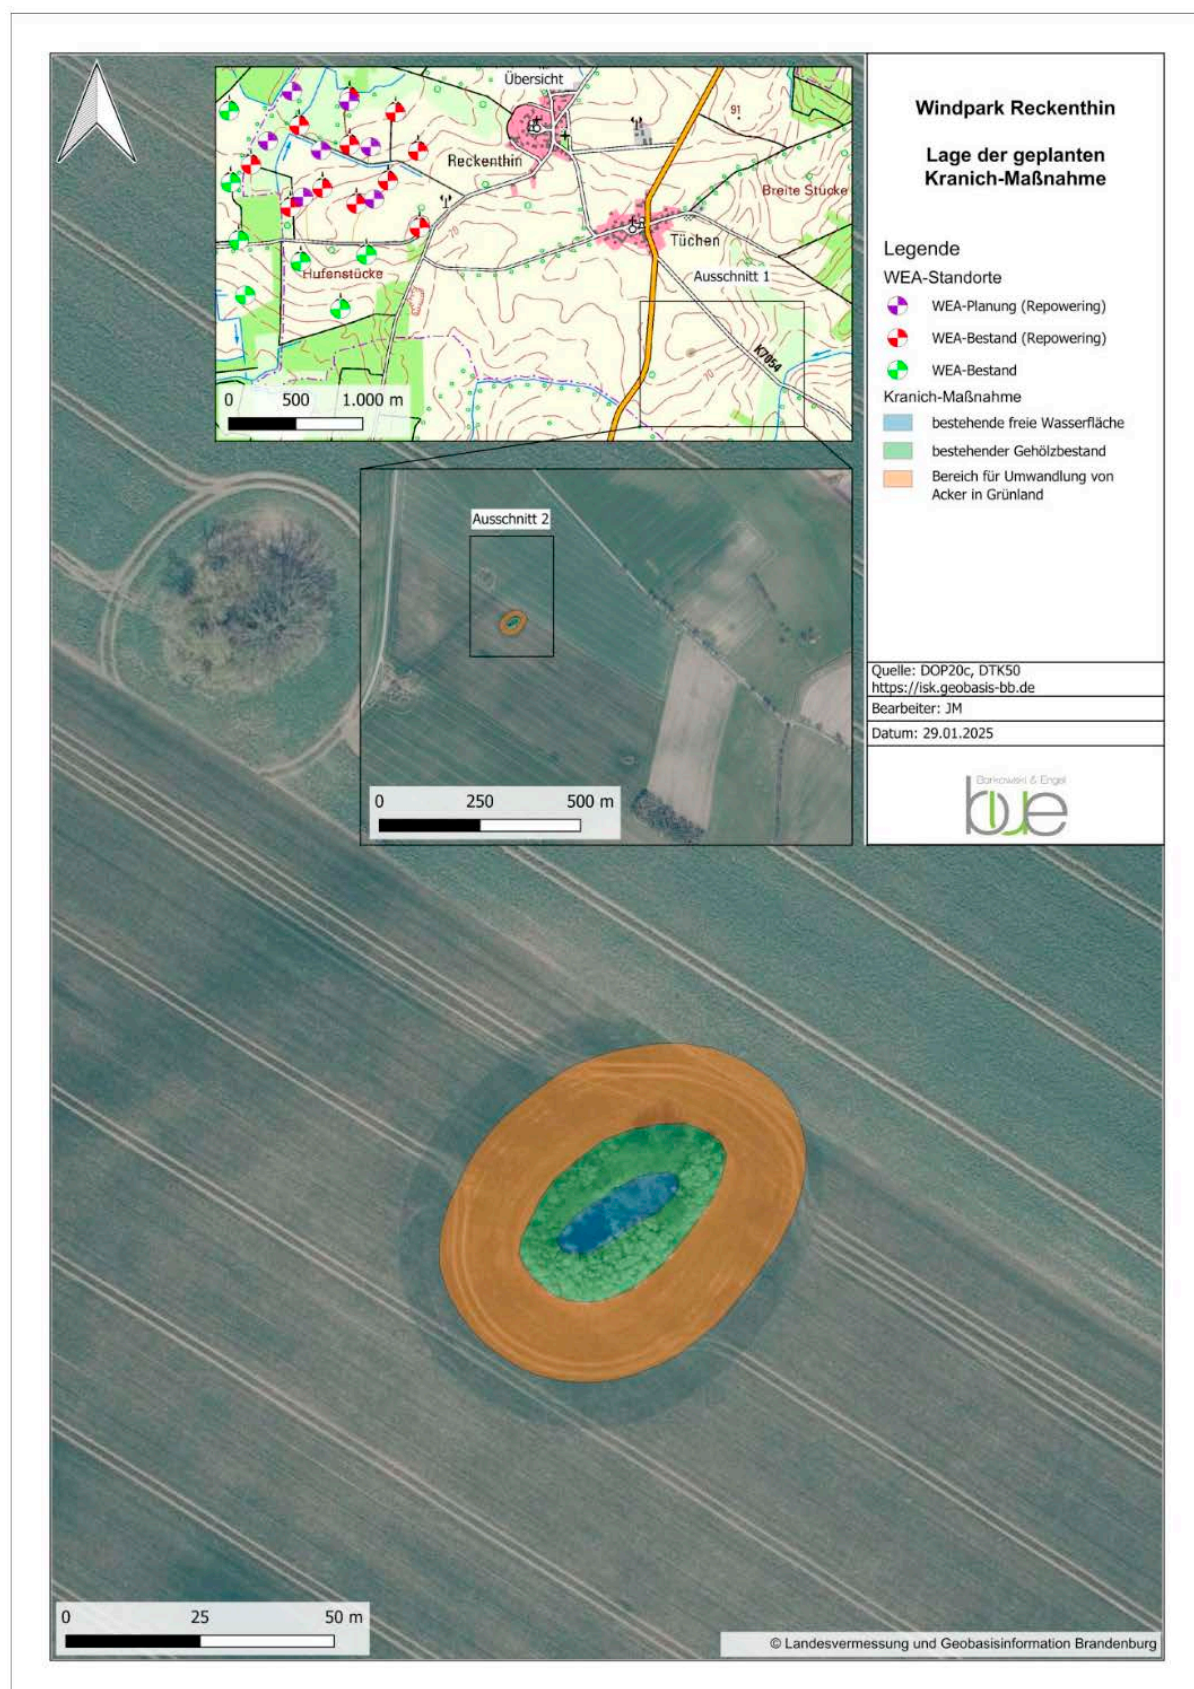 Übersicht
91
Reckenthin
Breite Stücke
Tüchen
Hufenstücke
70
Ausschnitt 1
K7054
70
0 500 1.000 m
Ausschnitt 2
0 250 500 m
Windpark Reckenthin
Lage der geplanten
Kranich-Maßnahme
Legende
WEA-Standorte
WEA-Planung (Repowering)
WEA-Bestand (Repowering)
WEA-Bestand
Kranich-Maßnahme
bestehende freie Wasserfläche
bestehender Gehölzbestand
Bereich für Umwandlung von
Acker in Grünland
Quelle: DOP20c, DTK50
https://isk.geobasis-bb.de
Bearbeiter: JM
Datum: 29.01.2025
Borkowski & Engel
bue
0 25 50 m
© Landesvermessung und Geobasisinformation Brandenburg